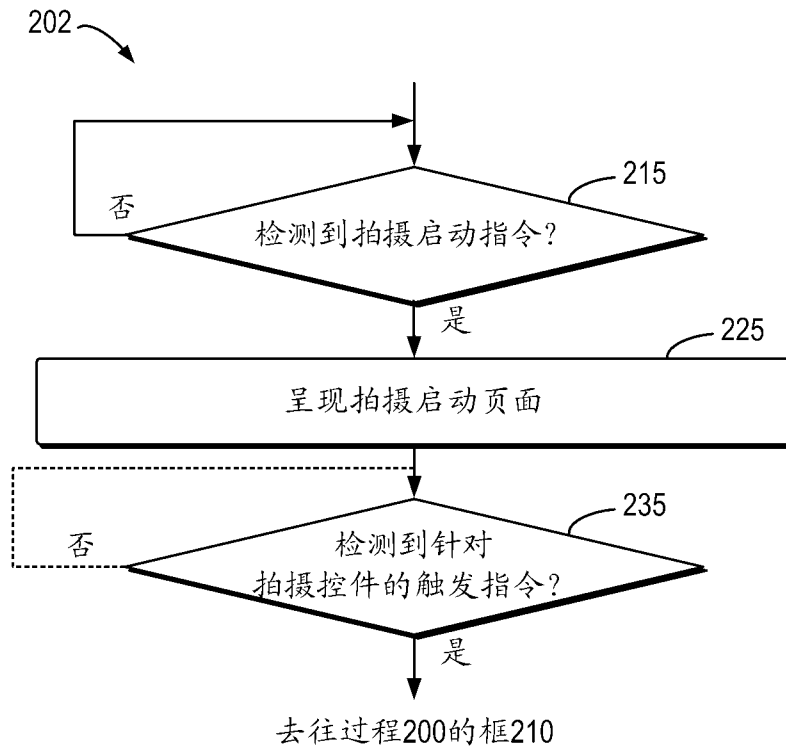 202
215
否
检测到拍摄启动指令?
是
225
呈现拍摄启动页面
235
否
检测到针对
拍摄控件的触发指令?
是
去往过程200的框210